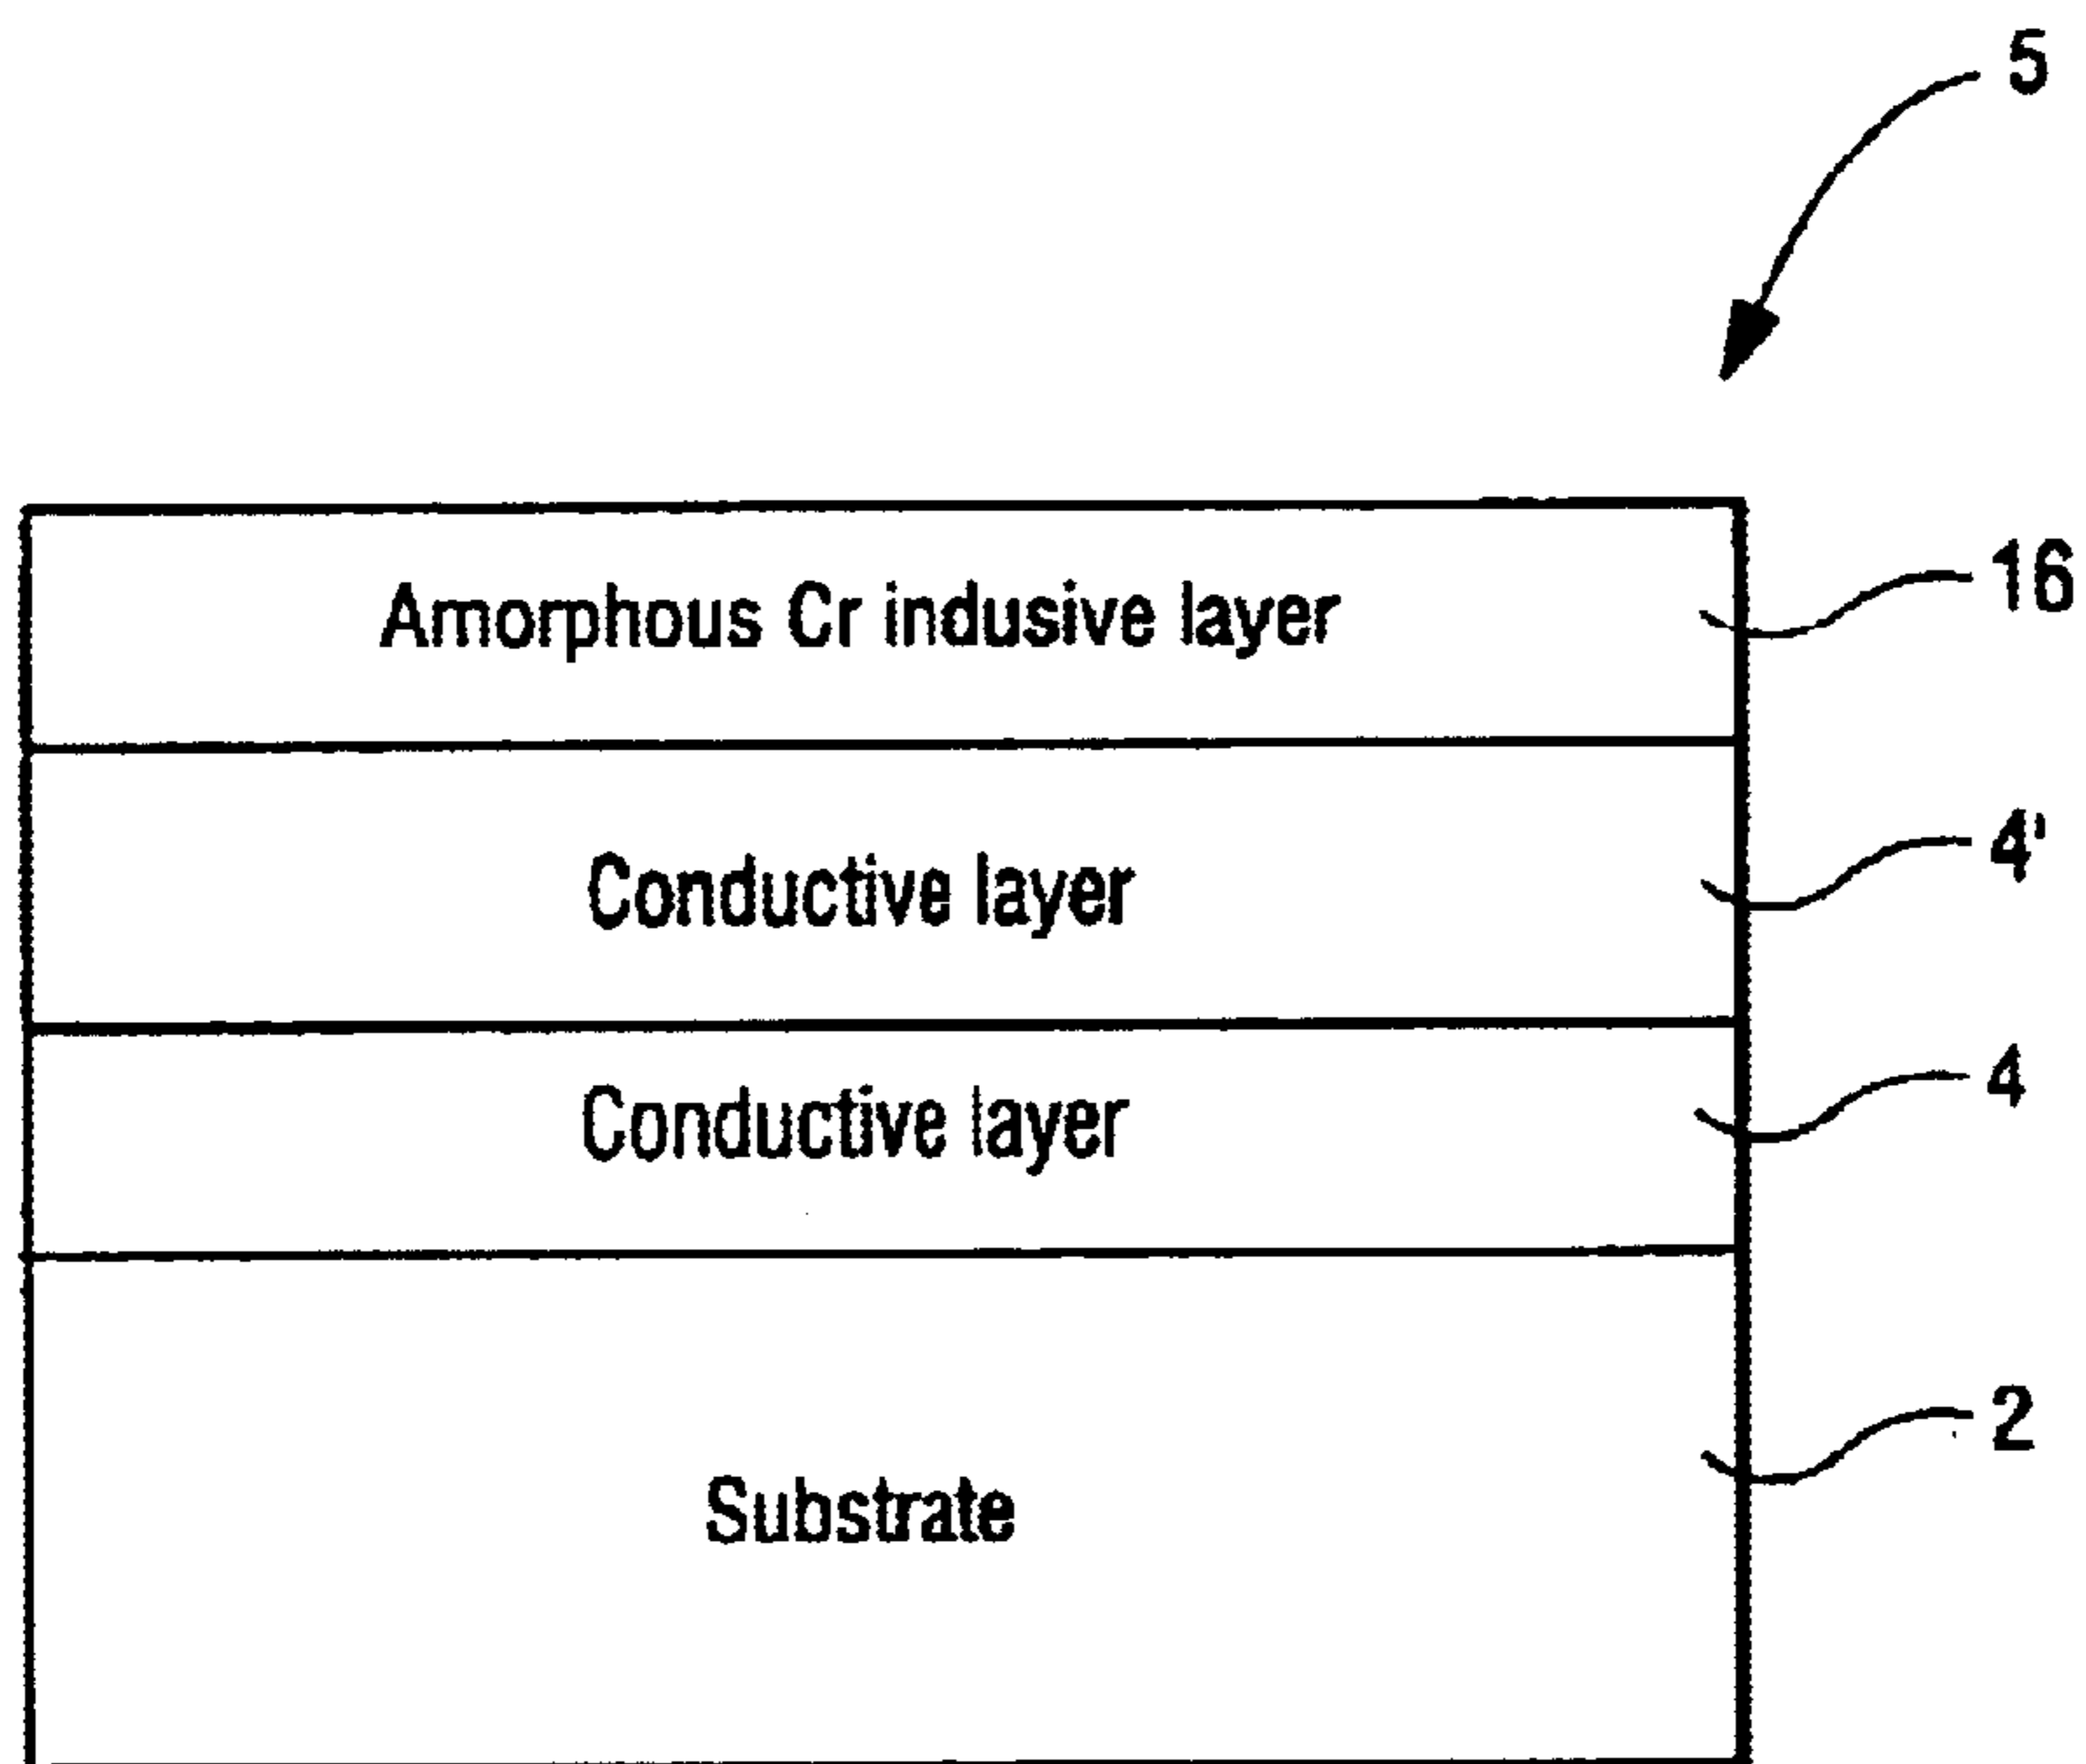 5
Amorphous Cr indusive layer
16
Conductive layer
4'
Conductive layer
4
Substrate
2